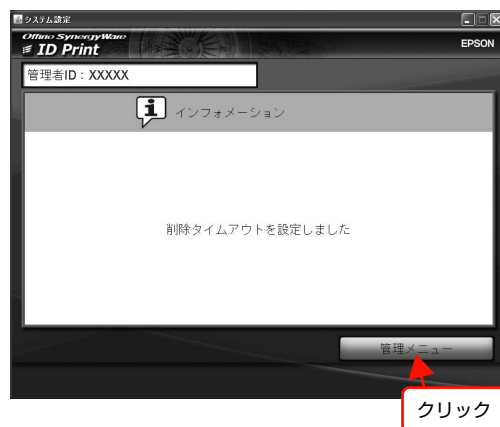 システム設定
Offirio SynergyWare
ID Print
EPSON
管理者ID：XXXXX
インフォメーション
削除タイムアウトを設定しました
管理メニュー
クリック